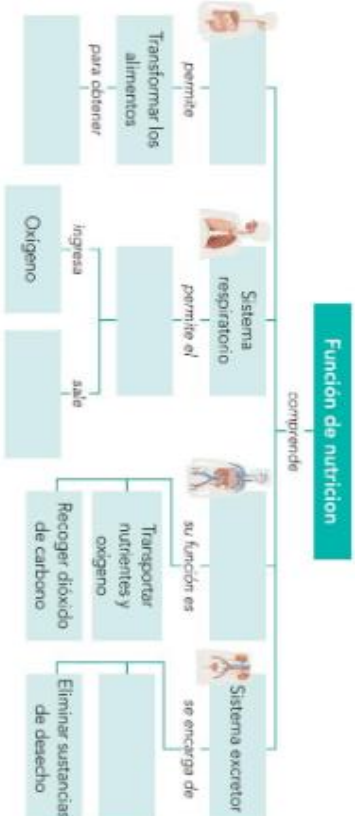 Función de nutricion
comprende
permite
Transformar los
alimentos
para obtener
Sistema
respiratorio
permite el
ingresa
sale
Oxígeno
su función es
Transportar
nutrientes y
oxígeno
Recoger dióxido
de carbono
Sistema excretor
se encarga de
Eliminar sustancias
de desecho